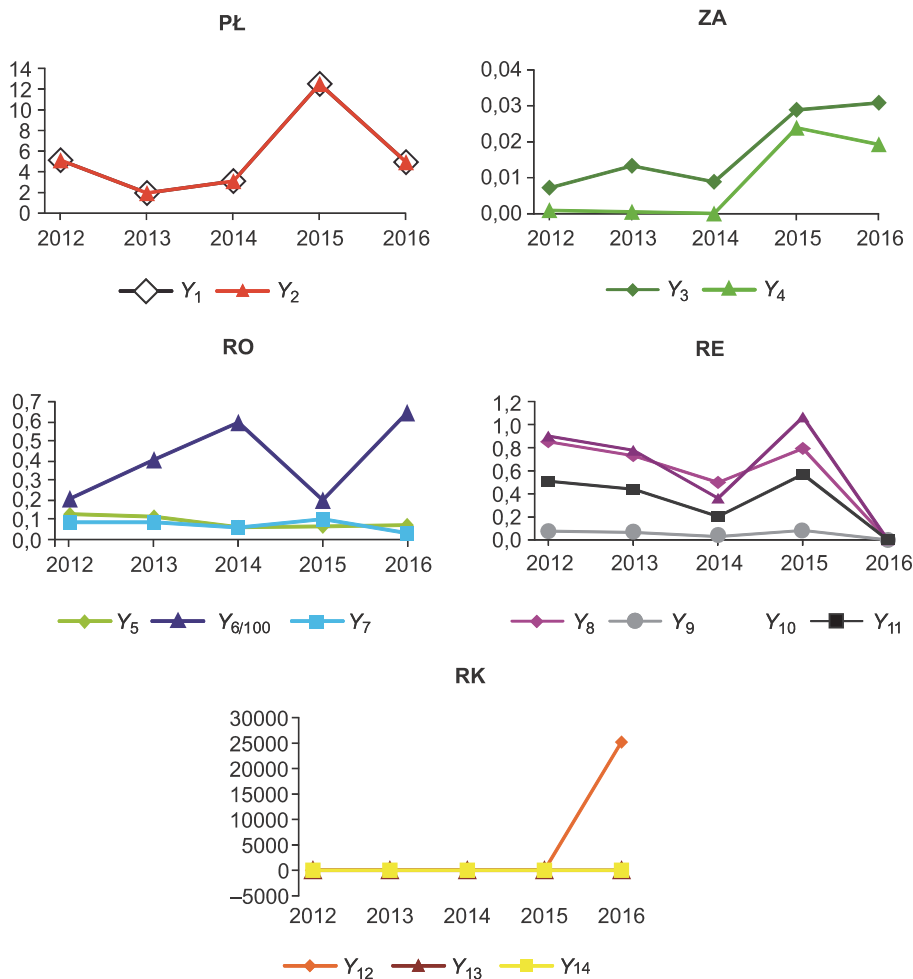 PŁ
14
12
10
8
6
4
2
0
2012 2013 2014 2015 2016
Y1 Y2
ZA
0,04
0,03
0,02
0,01
0,00
2012 2013 2014 2015 2016
Y3 Y4
RO
0,7
0,6
0,5
0,4
0,3
0,2
0,1
0,0
2012 2013 2014 2015 2016
Y5 Y6/100 Y7
RE
1,2
1,0
0,8
0,6
0,4
0,2
0,0
2012 2013 2014 2015 2016
Y8 Y9 Y10 Y11
RK
30000
25000
20000
15000
10000
5000
0
–5000
2012 2013 2014 2015 2016
Y12 Y13 Y14